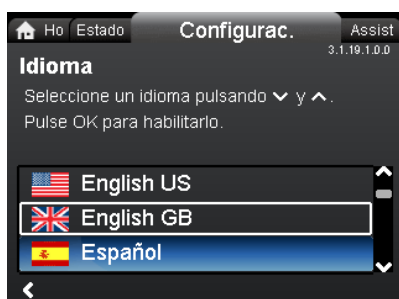 Ho Estado Configurac. Assist
3.1.19.1.0.0
Idioma
Seleccione un idioma pulsando y .
Pulse OK para habilitarlo.
English US
English GB
Español